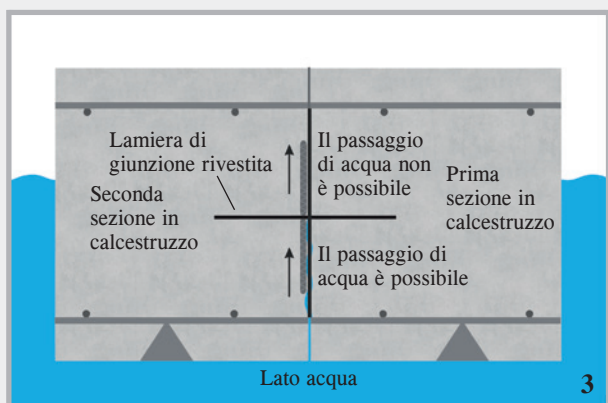 Lamiera di
giunzione rivestita
Seconda
sezione in
calcestruzzo
Il passaggio
di acqua non
è possibile
Prima
sezione in
calcestruzzo
Il passaggio di
acqua è possibile
Lato acqua
3